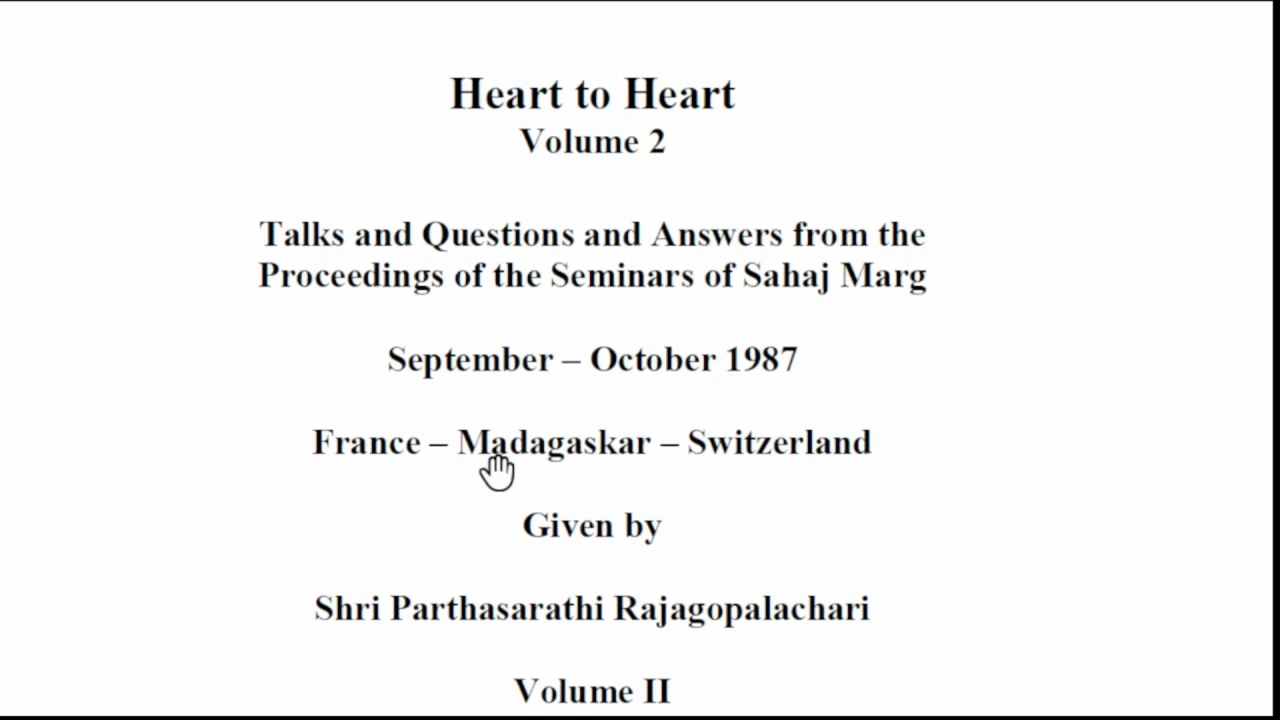 Heart to Heart
Volume 2
Talks and Questions and Answers from the
Proceedings of the Seminars of Sahaj Marg
September – October 1987
France – Madagaskar – Switzerland
Given by
Shri Parthasarathi Rajagopalachari
Volume II